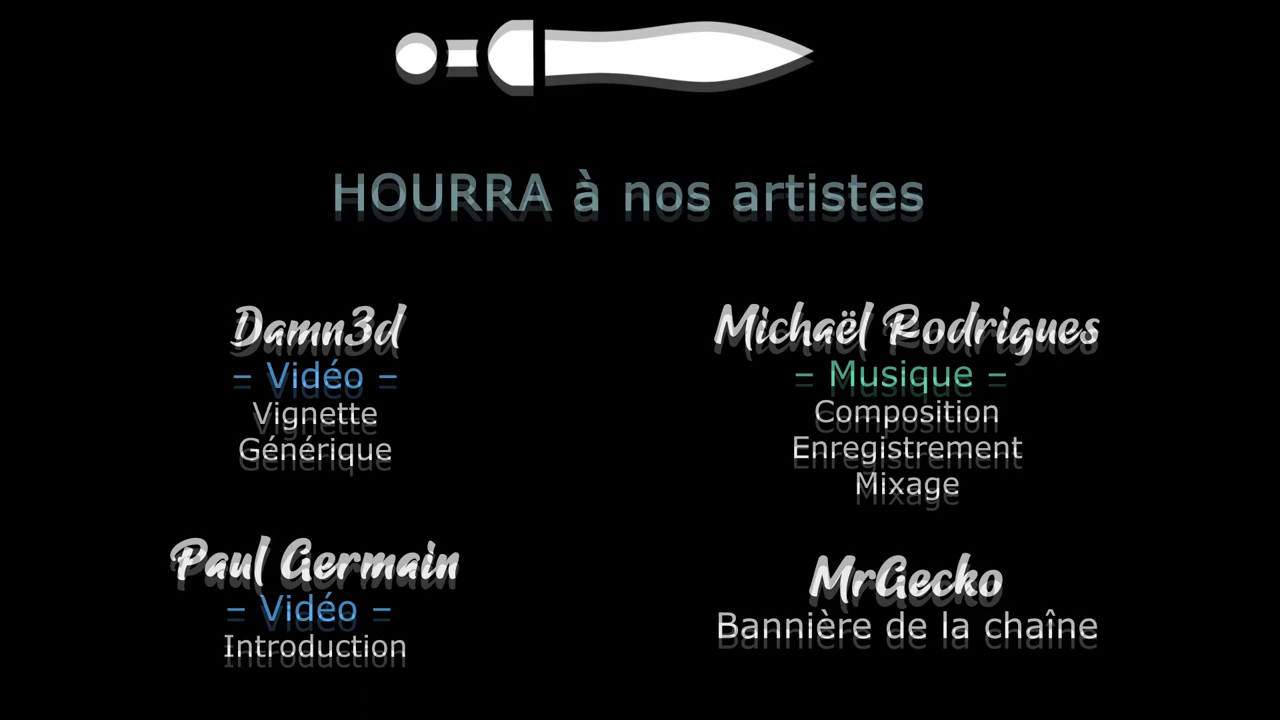 HOURRA à nos artistes
Damn3d
– Vidéo –
Vignette
Générique
Michaël Rodrigues
– Musique –
Composition
Enregistrement
Mixage
Paul Germain
– Vidéo –
Introduction
MrGecko
Bannière de la chaîne